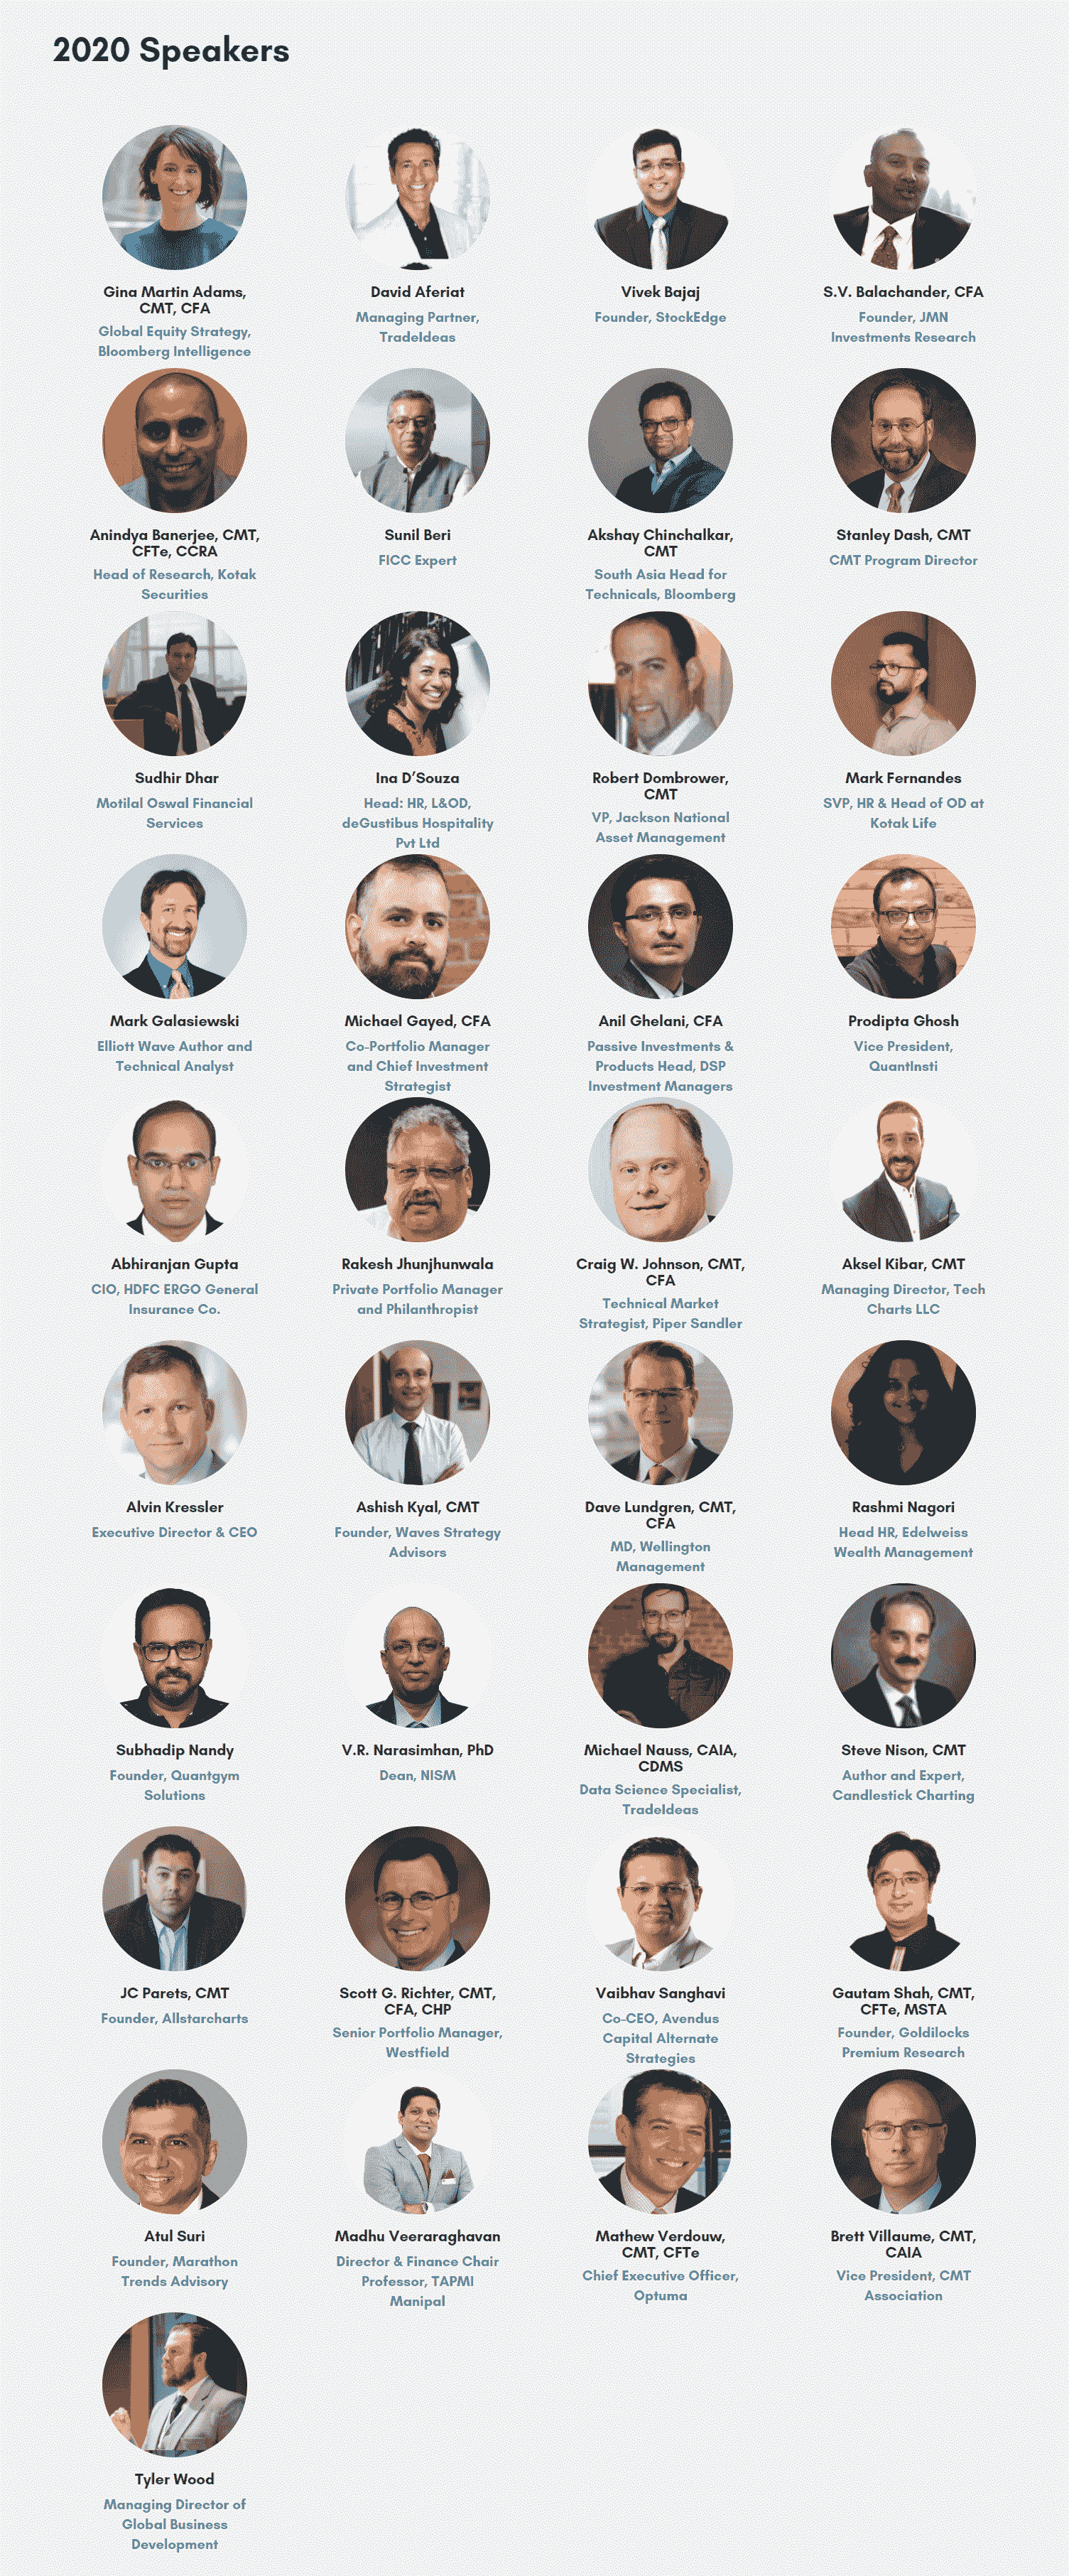 2020 Speakers
Gina Martin Adams,
CMT, CFA
Global Equity Strategy,
Bloomberg Intelligence
David Aferiat
Managing Partner,
TradeIdeas
Vivek Bajaj
Founder, StockEdge
S.V. Balachander, CFA
Founder, JMN
Investments Research
Anindya Banerjee, CMT,
CFTe, CCRA
Head of Research, Kotak
Securities
Sunil Beri
FICC Expert
Akshay Chinchalkar,
CMT
South Asia Head for
Technicals, Bloomberg
Stanley Dash, CMT
CMT Program Director
Sudhir Dhar
Motilal Oswal Financial
Services
Ina D’Souza
Head: HR, L&OD,
deGustibus Hospitality
Pvt Ltd
Robert Dombrower,
CMT
VP, Jackson National
Asset Management
Mark Fernandes
SVP, HR & Head of OD at
Kotak Life
Mark Galasiewski
Elliott Wave Author and
Technical Analyst
Michael Gayed, CFA
Co-Portfolio Manager
and Chief Investment
Strategist
Anil Ghelani, CFA
Passive Investments &
Products Head, DSP
Investment Managers
Prodipta Ghosh
Vice President,
QuantInsti
Abhiranjan Gupta
CIO, HDFC ERGO General
Insurance Co.
Rakesh Jhunjhunwala
Private Portfolio Manager
and Philanthropist
Craig W. Johnson, CMT,
CFA
Technical Market
Strategist, Piper Sandler
Aksel Kibar, CMT
Managing Director, Tech
Charts LLC
Alvin Kressler
Executive Director & CEO
Ashish Kyal, CMT
Founder, Waves Strategy
Advisors
Dave Lundgren, CMT,
CFA
MD, Wellington
Management
Rashmi Nagori
Head HR, Edelweiss
Wealth Management
Subhadip Nandy
Founder, Quantgym
Solutions
V.R. Narasimhan, PhD
Dean, NISM
Michael Nauss, CAIA,
CDMS
Data Science Specialist,
TradeIdeas
Steve Nison, CMT
Author and Expert,
Candlestick Charting
JC Parets, CMT
Founder, Allstarcharts
Scott G. Richter, CMT,
CFA, CHP
Senior Portfolio Manager,
Westfield
Vaibhav Sanghavi
Co-CEO, Avendus
Capital Alternate
Strategies
Gautam Shah, CMT,
CFTe, MSTA
Founder, Goldilocks
Premium Research
Atul Suri
Founder, Marathon
Trends Advisory
Madhu Veeraraghavan
Director & Finance Chair
Professor, TAPMI
Manipal
Mathew Verdouw,
CMT, CFTe
Chief Executive Officer,
Optuma
Brett Villaume, CMT,
CAIA
Vice President, CMT
Association
Tyler Wood
Managing Director of
Global Business
Development